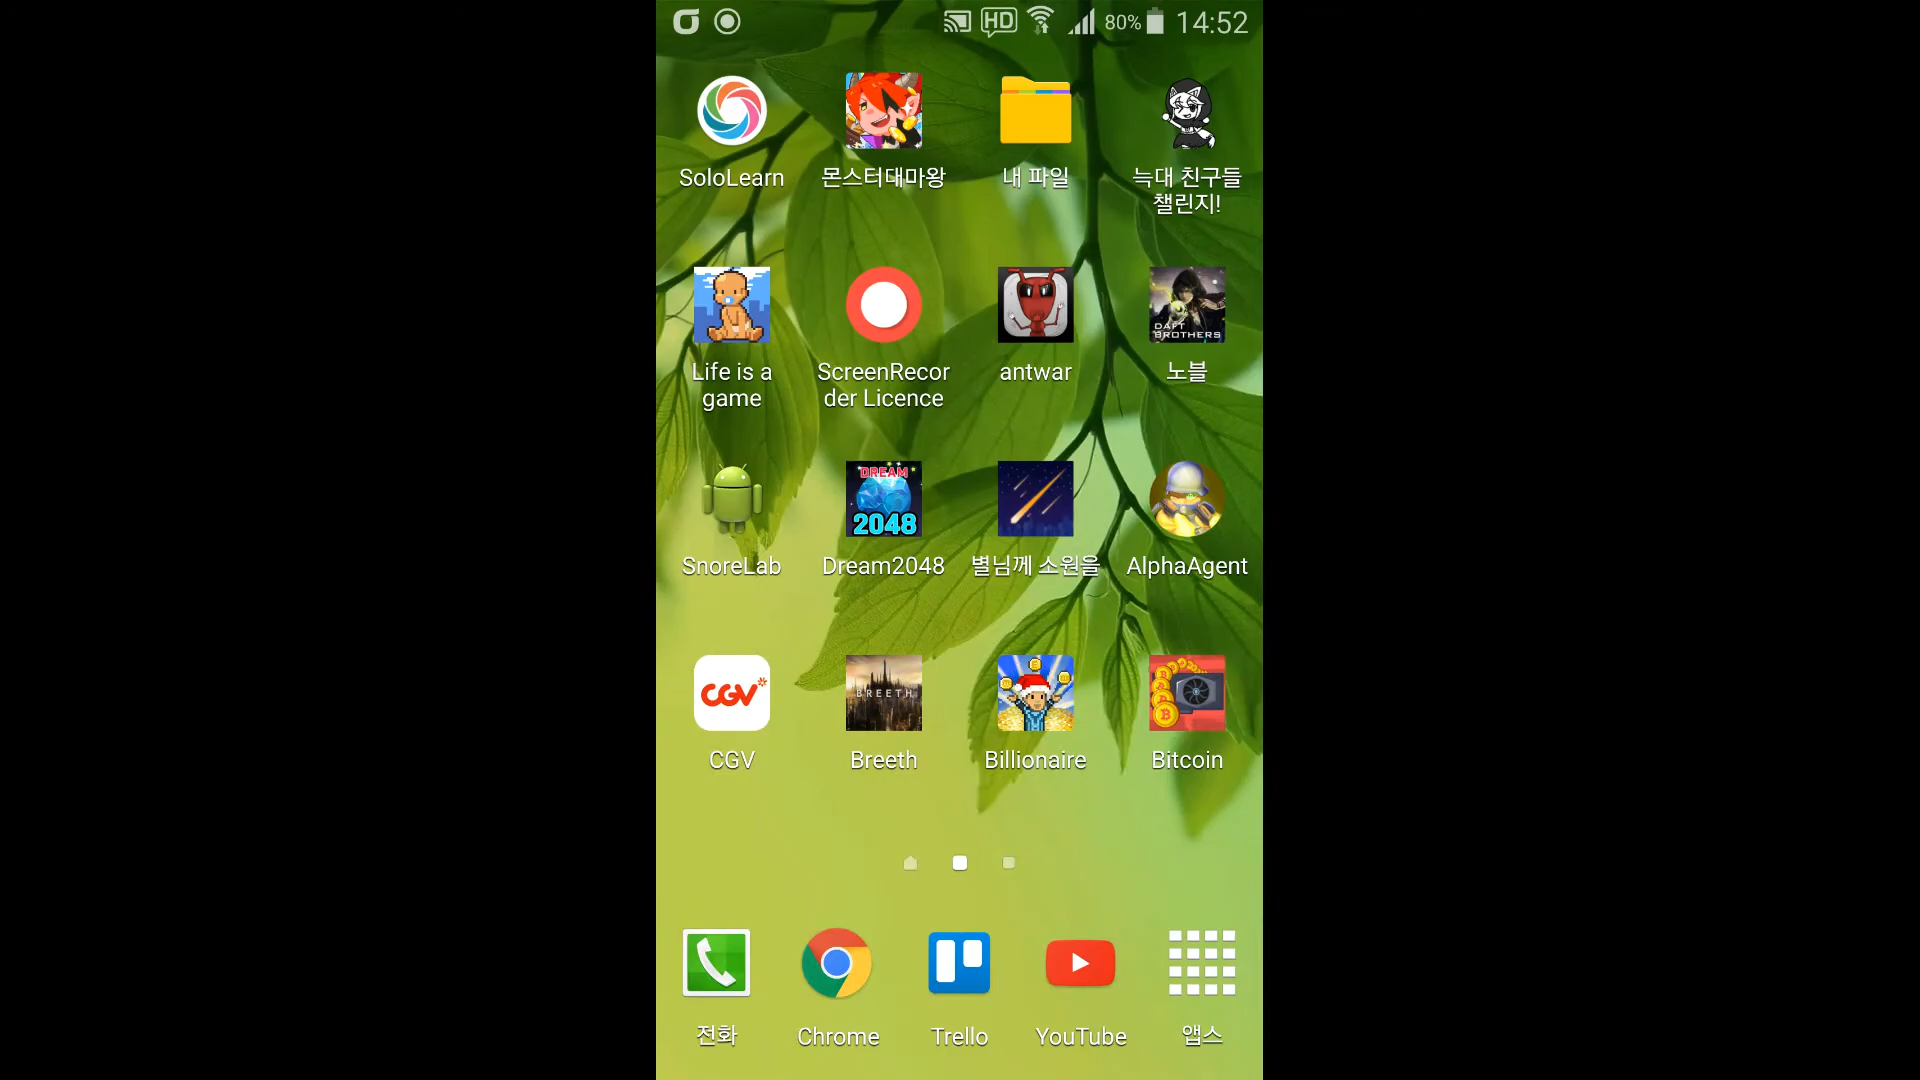 HD 80% 14:52
SoloLearn 몬스터대마왕 내 파일 늑대 친구들
챌린지!
DAFT
BROTHERS
Life is a ScreenRecor antwar 노블
game der Licence
DREAM
2048
SnoreLab Dream2048 별님께 소원을 AlphaAgent
CGV BREETH
CGV Breeth Billionaire Bitcoin
전화 Chrome Trello YouTube 앱스